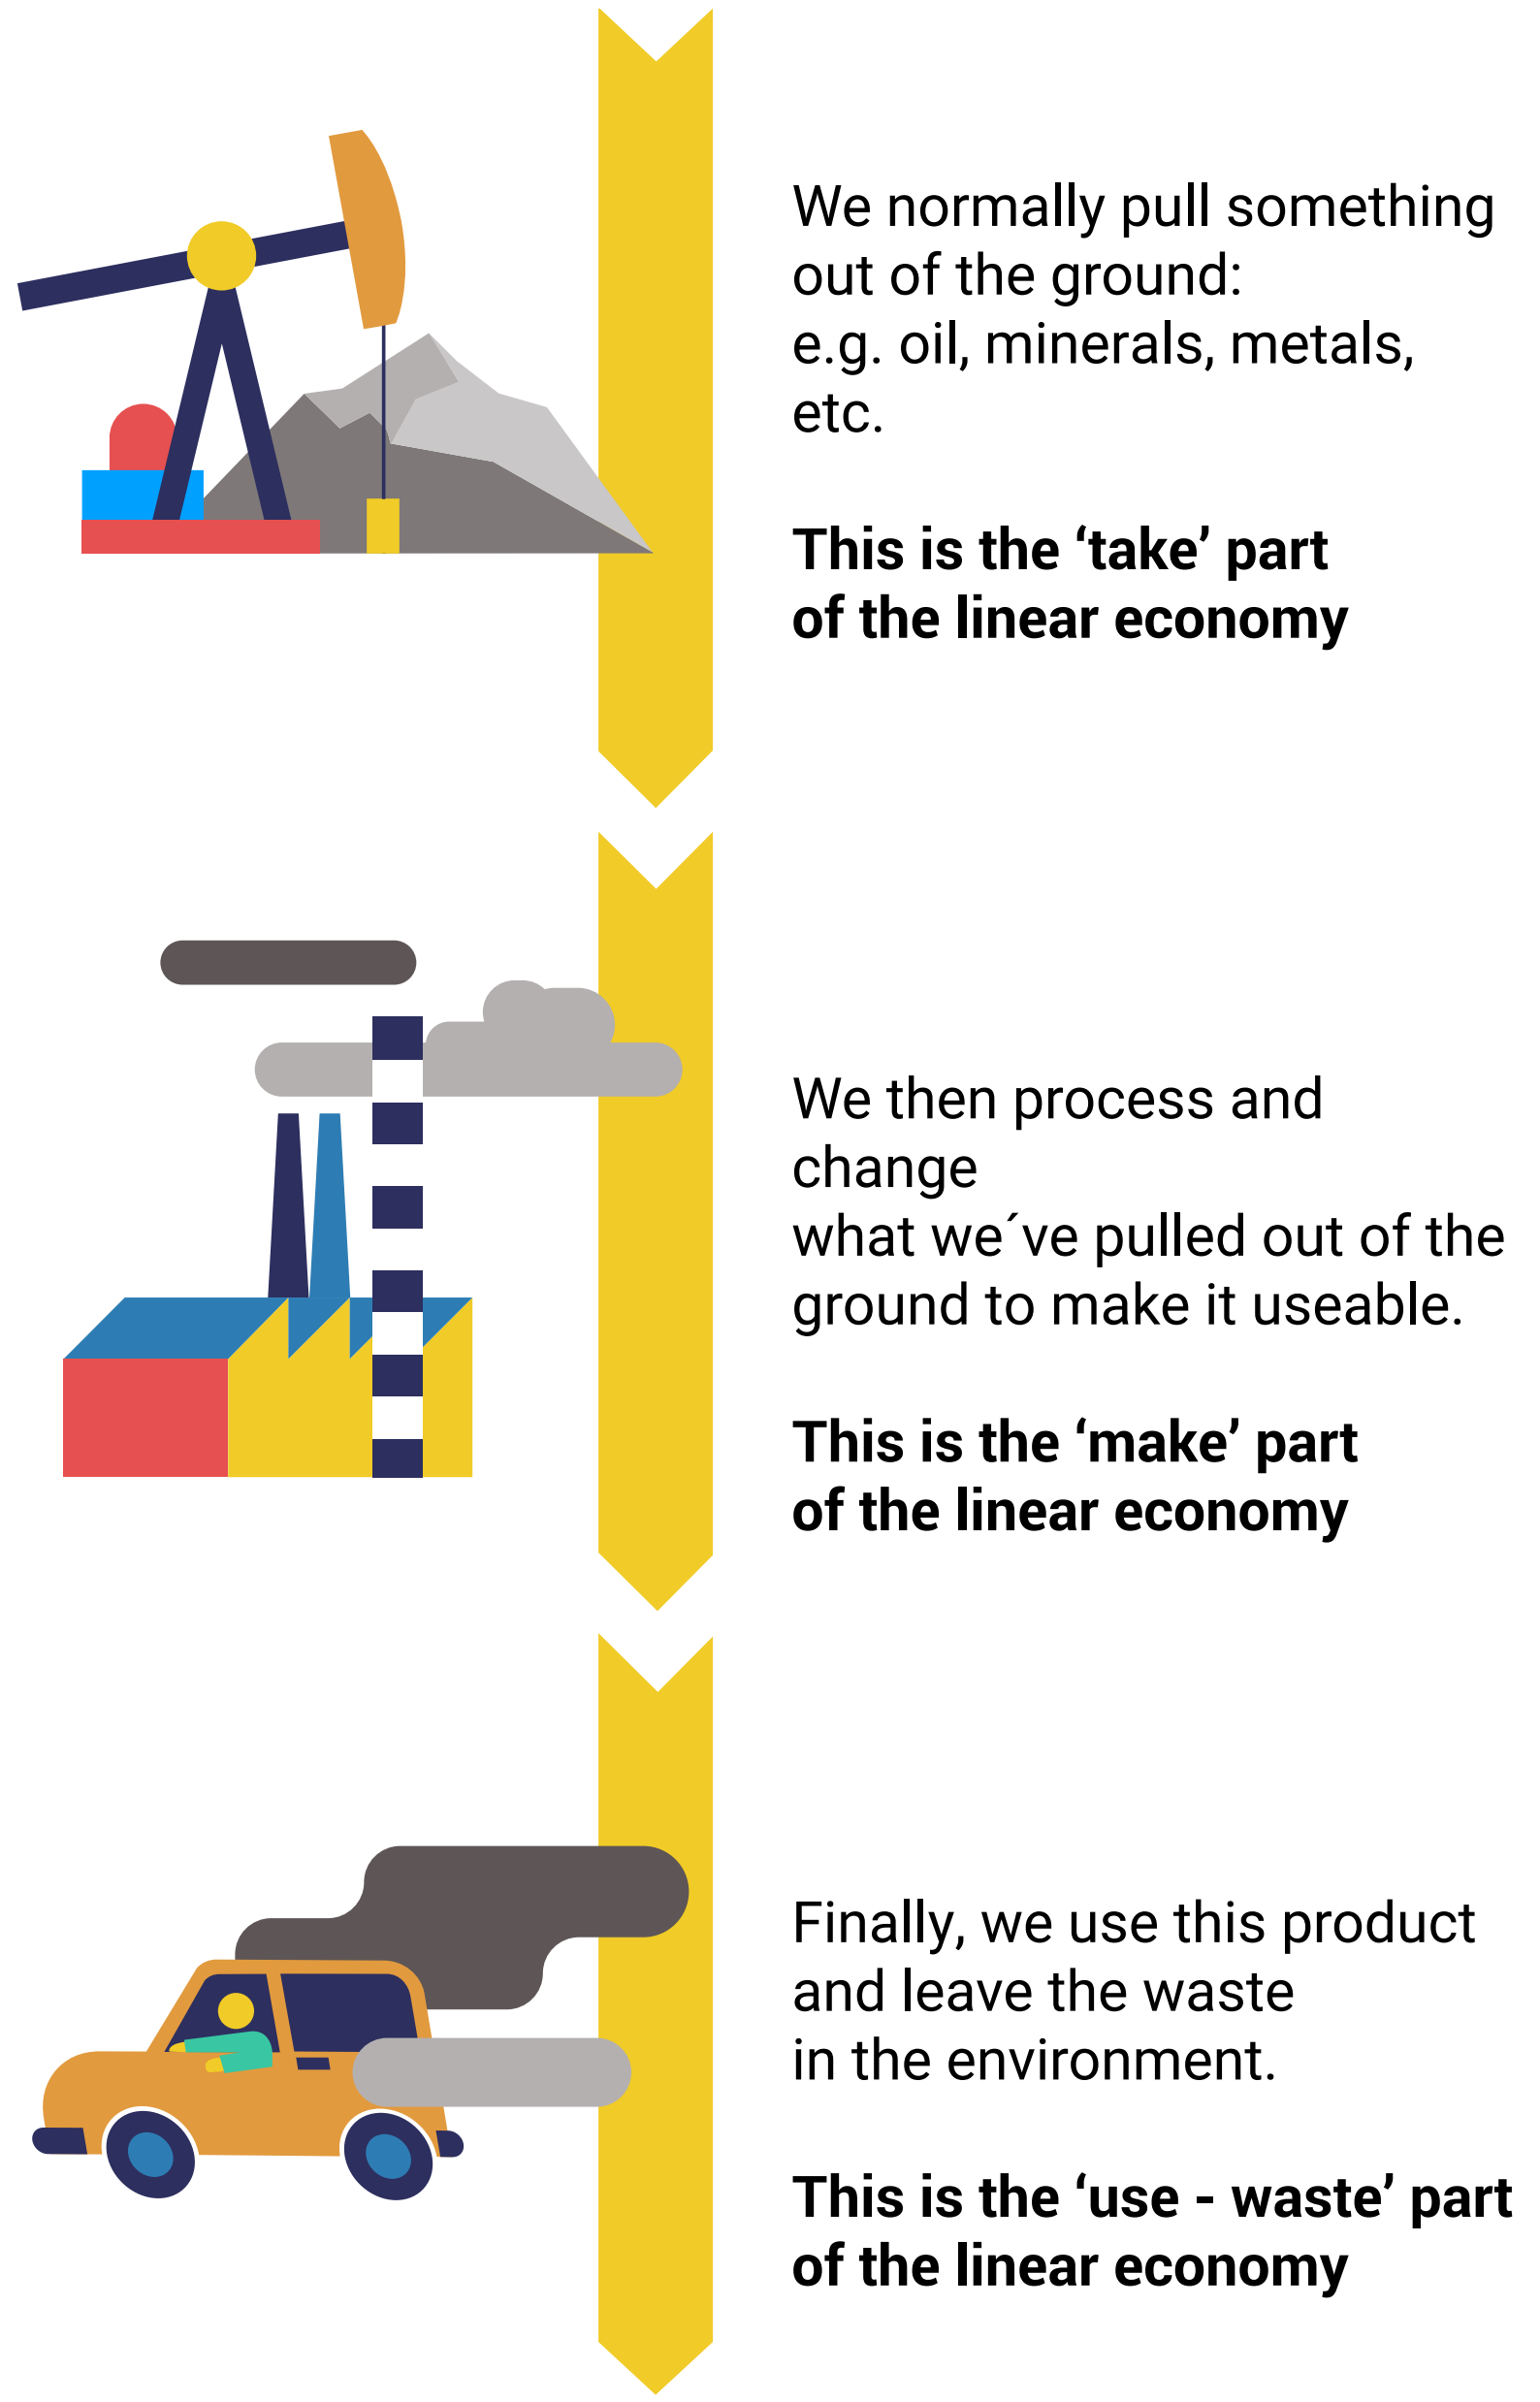 We normally pull something
out of the ground:
e.g. oil, minerals, metals,
etc.
This is the ‘take’ part
of the linear economy
We then process and
change
what we´ve pulled out of the
ground to make it useable.
This is the ‘make’ part
of the linear economy
Finally, we use this product
and leave the waste
in the environment.
This is the ‘use - waste’ part
of the linear economy